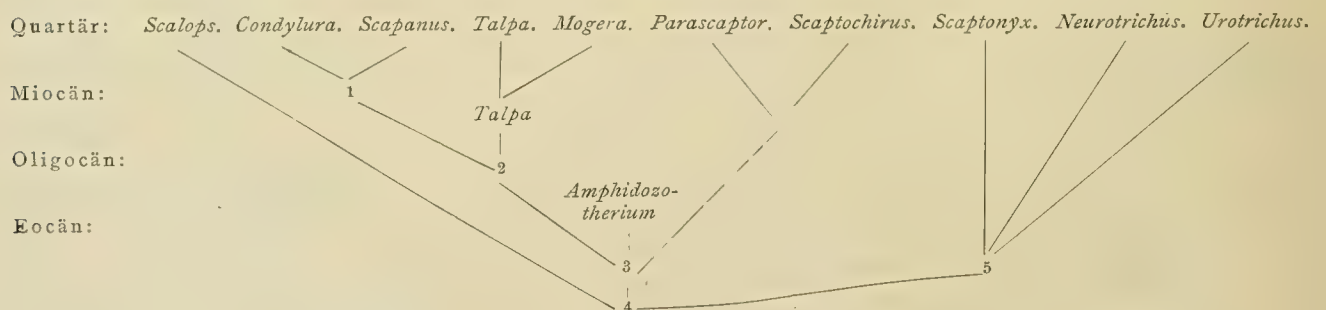 Quartär: Scalops. Condylura. Scapanus. Talpa. Mogera. Parascaptor. Scaptochirus. Scaptonyx. Neurotrichus. Urotrichus.
Miocän: 1
Talpa
Oligocän: 2
Amphidozo-
therium
Eocän:
3 5
4